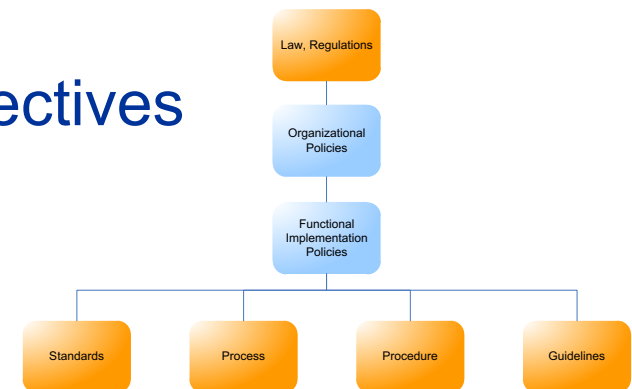 Law, Regulations
ectives
Organizational
Policies
Functional
Implementation
Policies
Standards
Process
Procedure
Guidelines